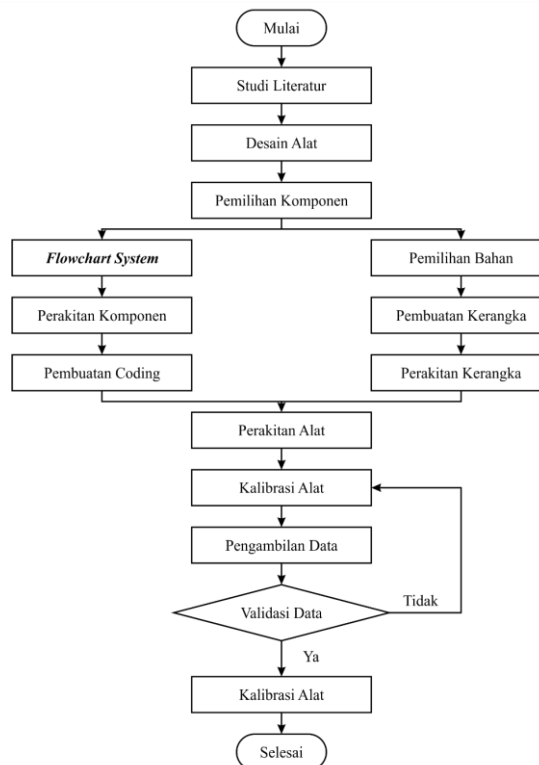 Mulai
Studi Literatur
Desain Alat
Pemilihan Komponen
Flowchart System
Pemilihan Bahan
Perakitan Komponen
Pembuatan Kerangka
Pembuatan Coding
Perakitan Kerangka
Perakitan Alat
Kalibrasi Alat
Pengambilan Data
Validasi Data
Tidak
Ya
Kalibrasi Alat
Selesai